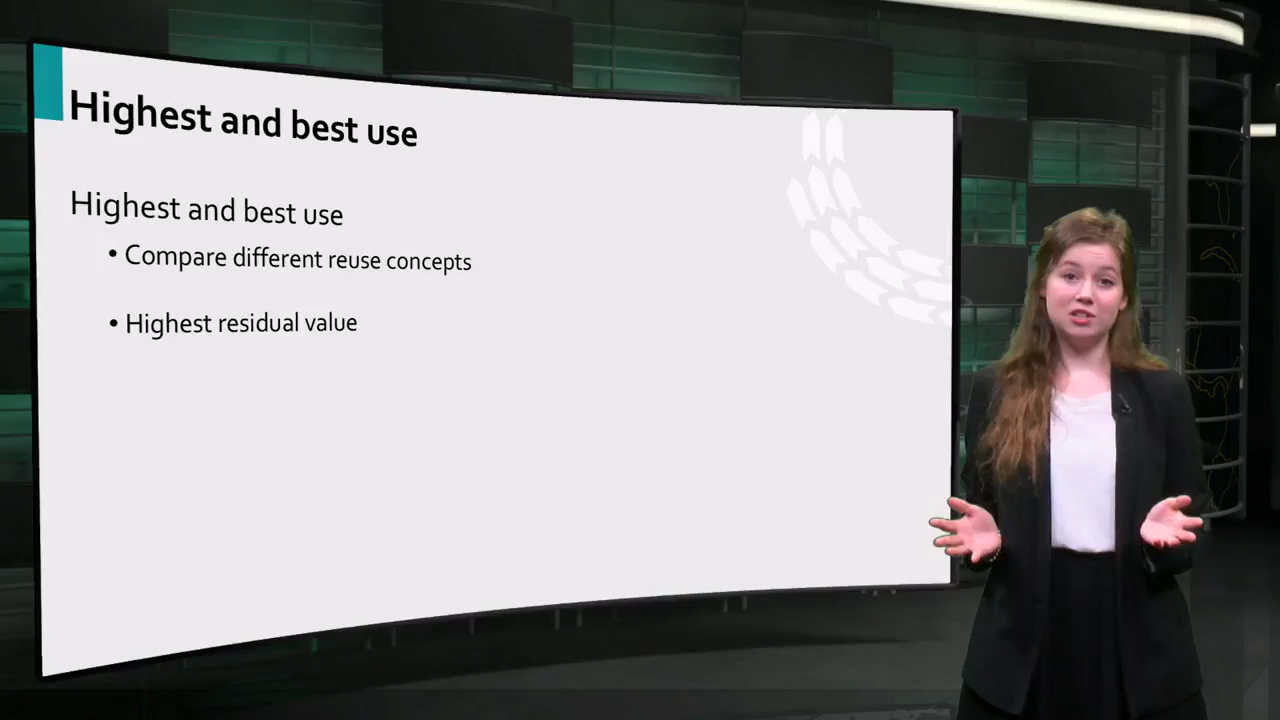 Highest and best use
Highest and best use
• Compare different reuse concepts
• Highest residual value